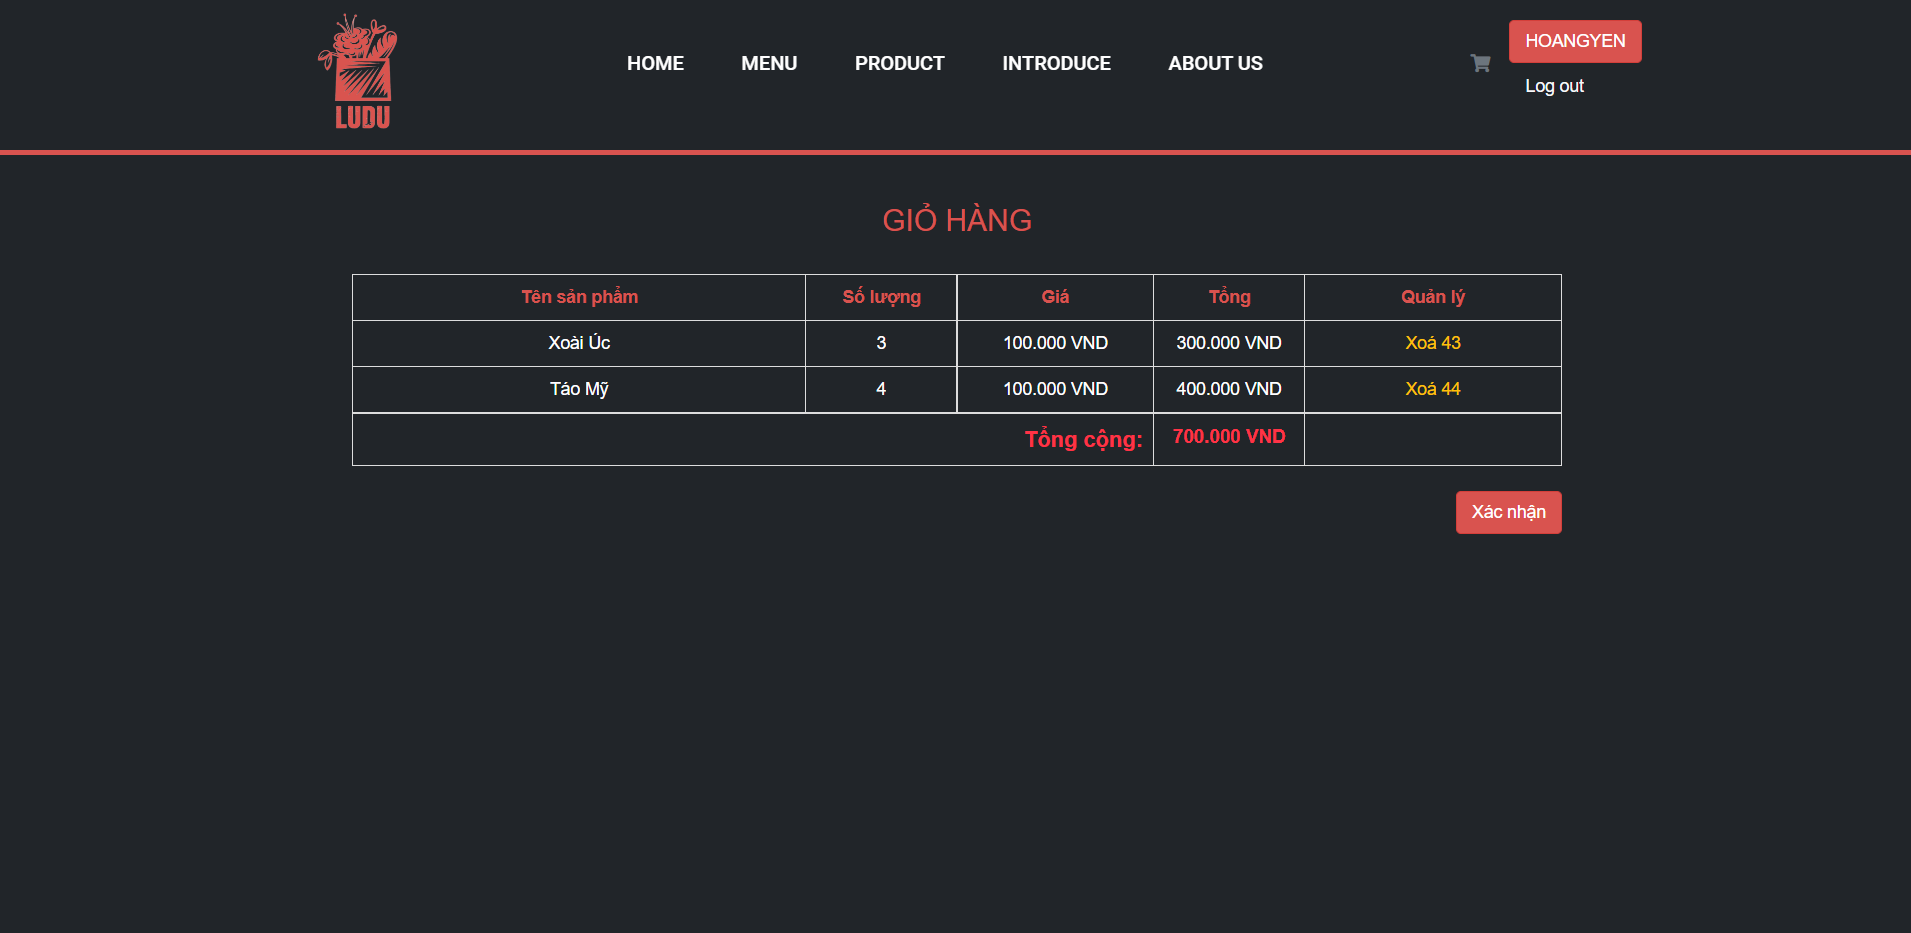 LUDU
HOME MENU PRODUCT INTRODUCE ABOUT US
HOANGYEN
Log out
GIỎ HÀNG
Tên sản phẩm Số lượng Giá Tổng Quản lý
Xoài Úc 3 100.000 VND 300.000 VND Xoá 43
Táo Mỹ 4 100.000 VND 400.000 VND Xoá 44
Tổng cộng: 700.000 VND
Xác nhận